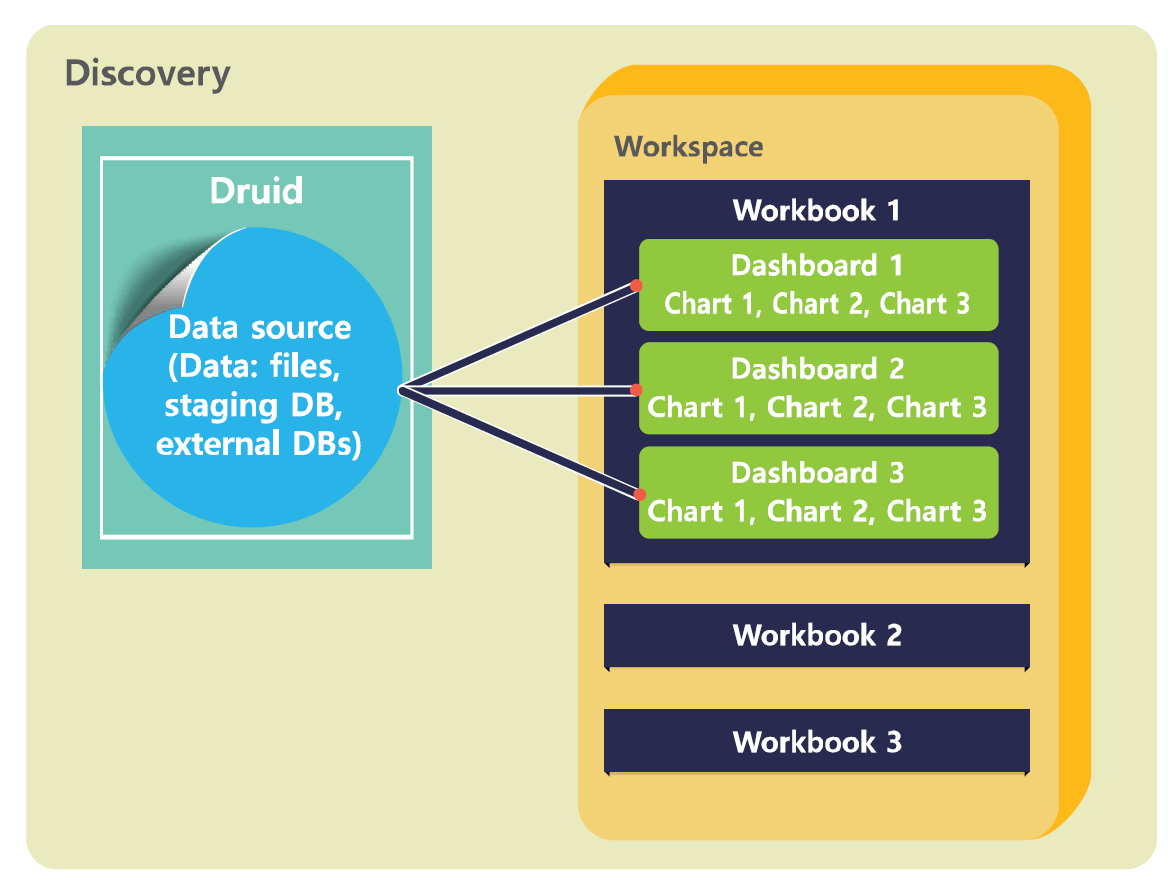 Discovery
Druid
Data source
(Data: files,
staging DB,
external DBs)
Workspace
Workbook 1
Dashboard 1
Chart 1, Chart 2, Chart 3
Dashboard 2
Chart 1, Chart 2, Chart 3
Dashboard 3
Chart 1, Chart 2, Chart 3
Workbook 2
Workbook 3